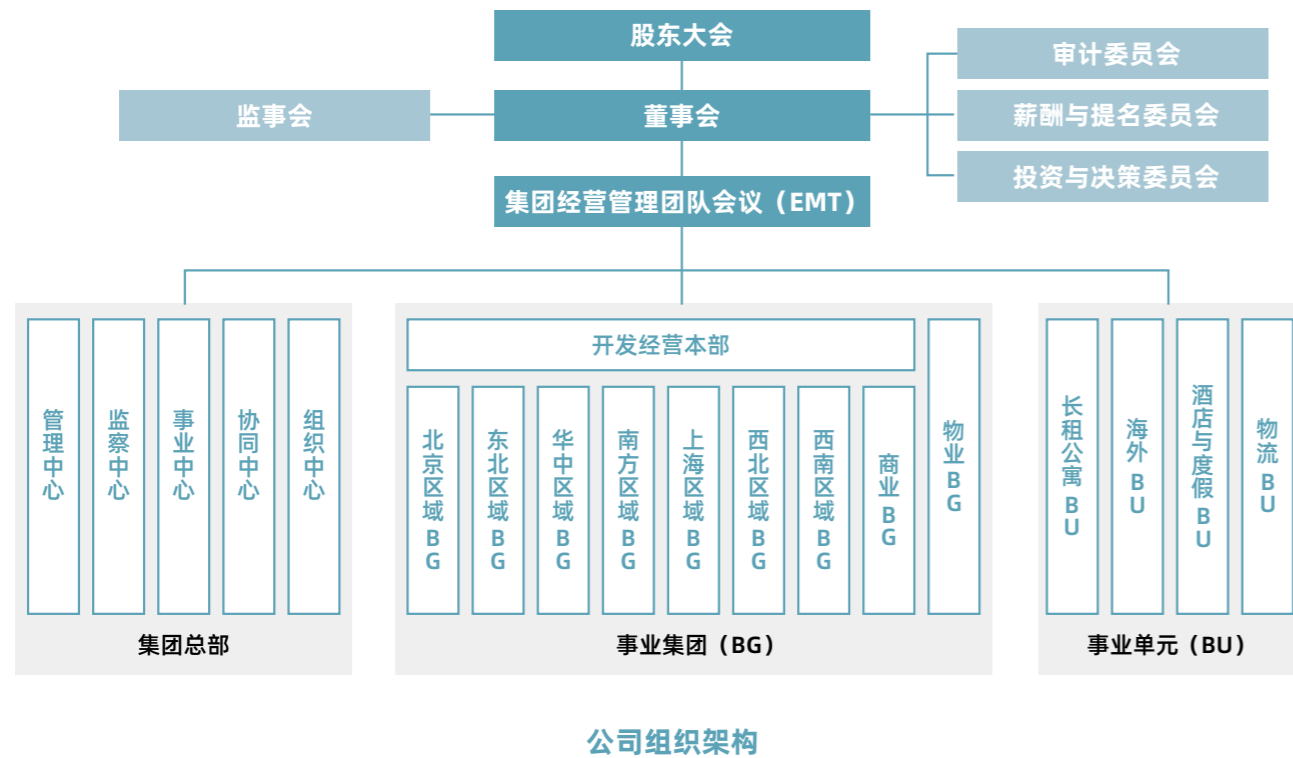 股东大会
审计委员会
监事会
董事会
薪酬与提名委员会
投资与决策委员会
集团经营管理团队会议（EMT）
管理中心
监察中心
事业中心
协同中心
组织中心
集团总部
开发经营本部
北京区域BG
东北区域BG
华中区域BG
南方区域BG
上海区域BG
西北区域BG
西南区域BG
商业BG
物业BG
事业集团（BG）
长租公寓BU
海外BU
酒店与度假BU
物流BU
事业单元（BU）
公司组织架构